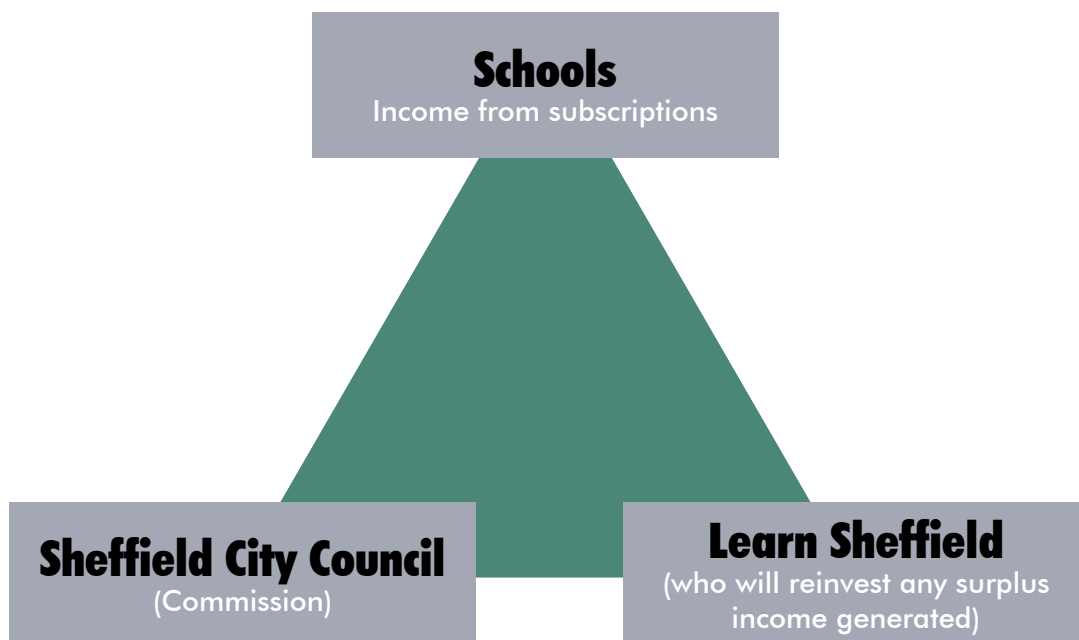 Schools
Income from subscriptions
Sheffield City Council
(Commission)
Learn Sheffield
(who will reinvest any surplus
income generated)